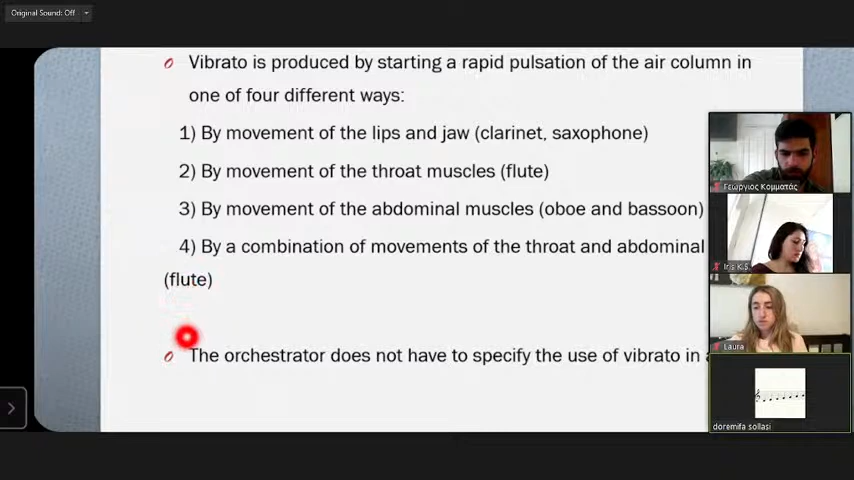 Original Sound: Off
Vibrato is produced by starting a rapid pulsation of the air column in
one of four different ways:
1) By movement of the lips and jaw (clarinet, saxophone)
2) By movement of the throat muscles (flute)
3) By movement of the abdominal muscles (oboe and bassoon)
4) By a combination of movements of the throat and abdominal
(flute)
The orchestrator does not have to specify the use of vibrato in
Γεώργιος Κομματάς
Iris K.S.
Laura
doremifa sollasi